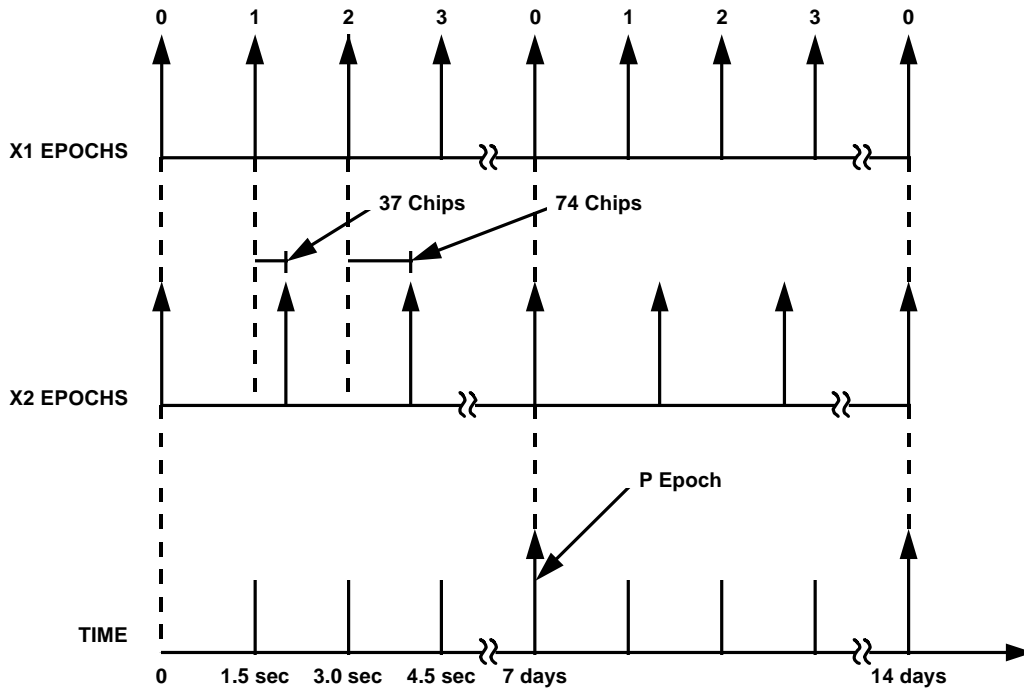 0 1 2 3 0 1 2 3 0
X1 EPOCHS
37 Chips 74 Chips
X2 EPOCHS
P Epoch
TIME
0 1.5 sec 3.0 sec 4.5 sec 7 days 14 days